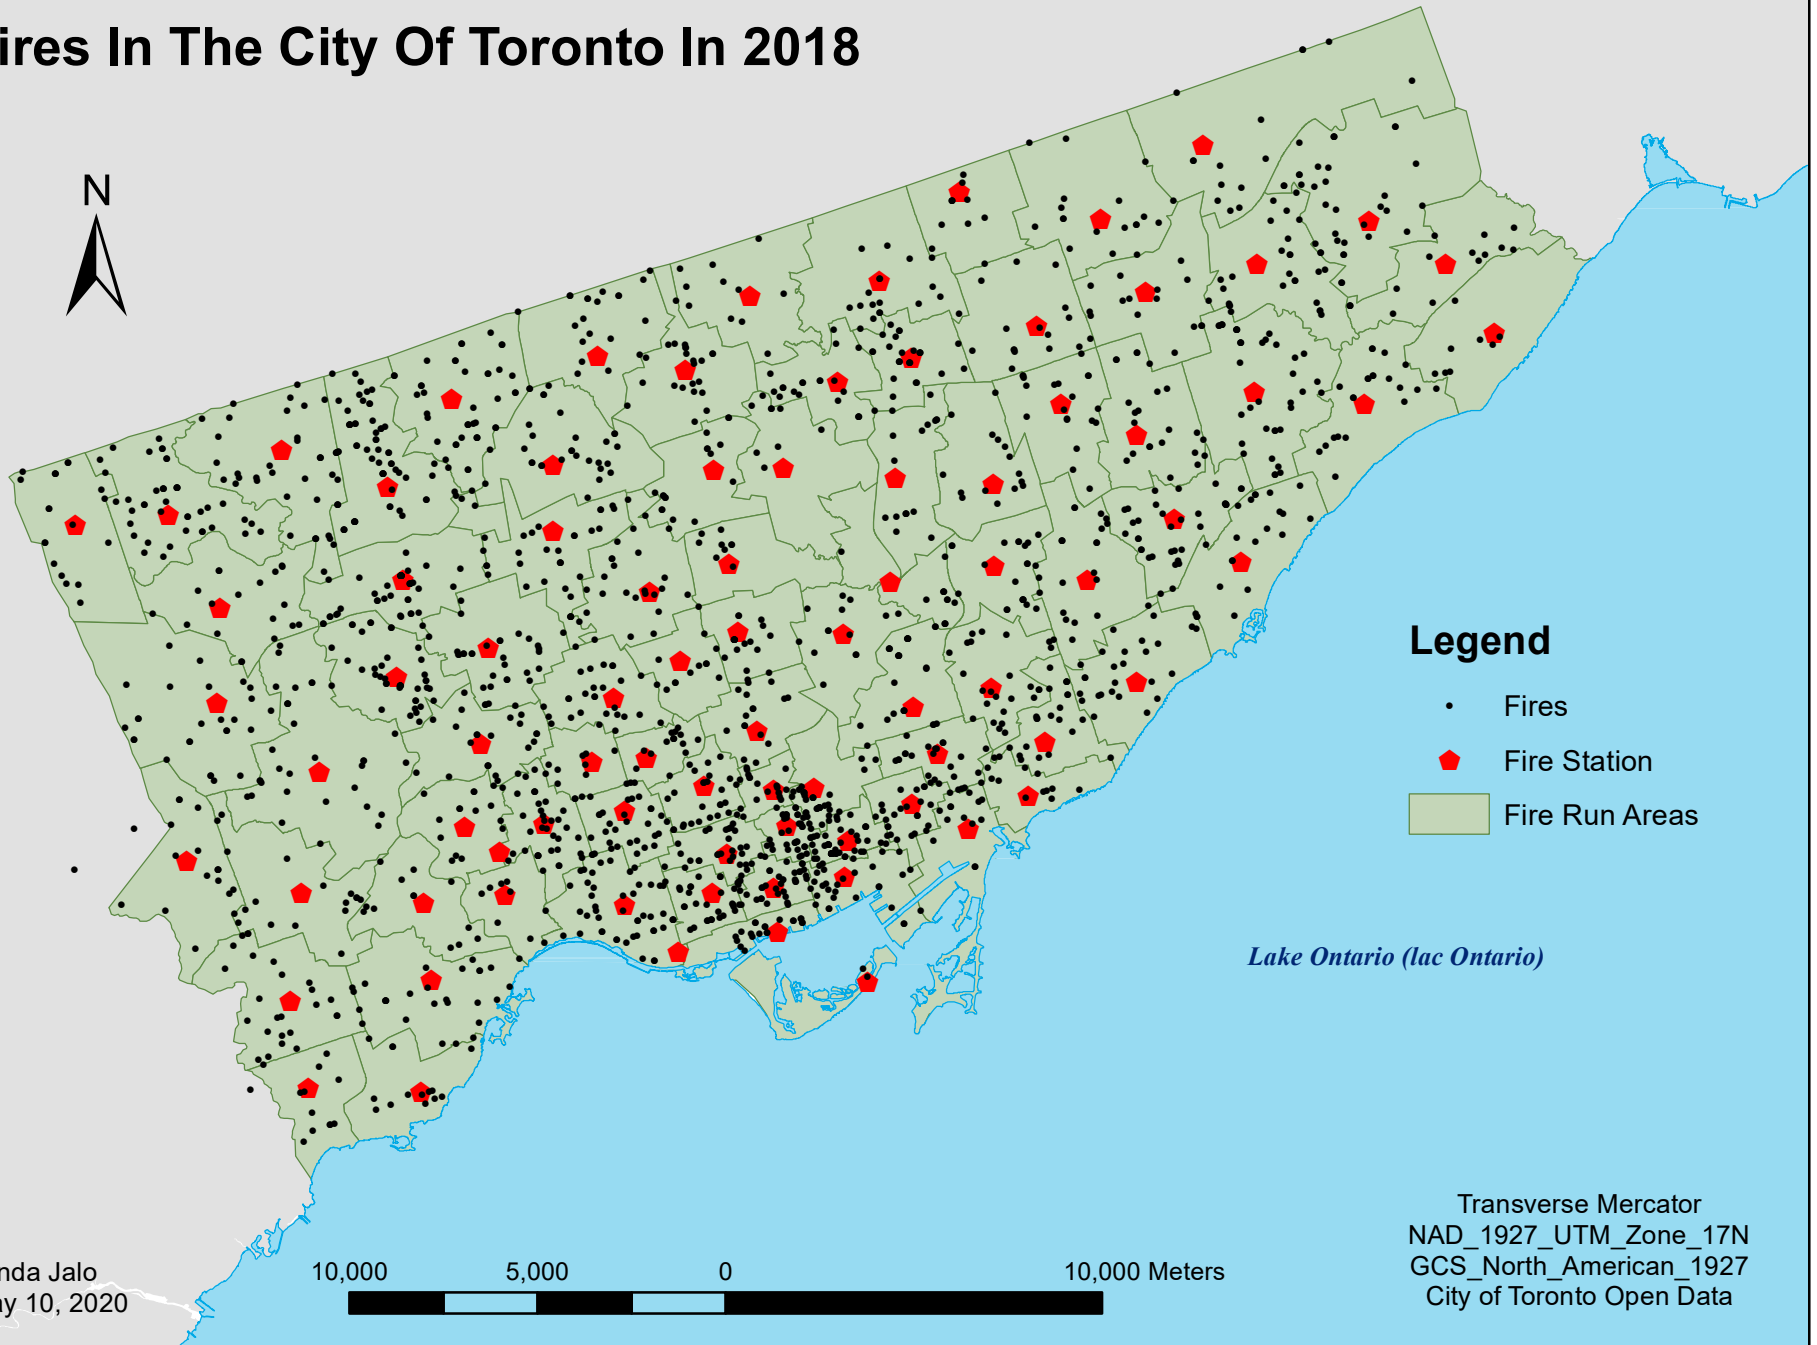 ires In The City Of Toronto In 2018
N
Legend
Fires
Fire Station
Fire Run Areas
Lake Ontario (lac Ontario)
Transverse Mercator
NAD_1927_UTM_Zone_17N
GCS_North_American_1927
City of Toronto Open Data
nda Jalo
ay 10, 2020
10,000 5,000 0 10,000 Meters